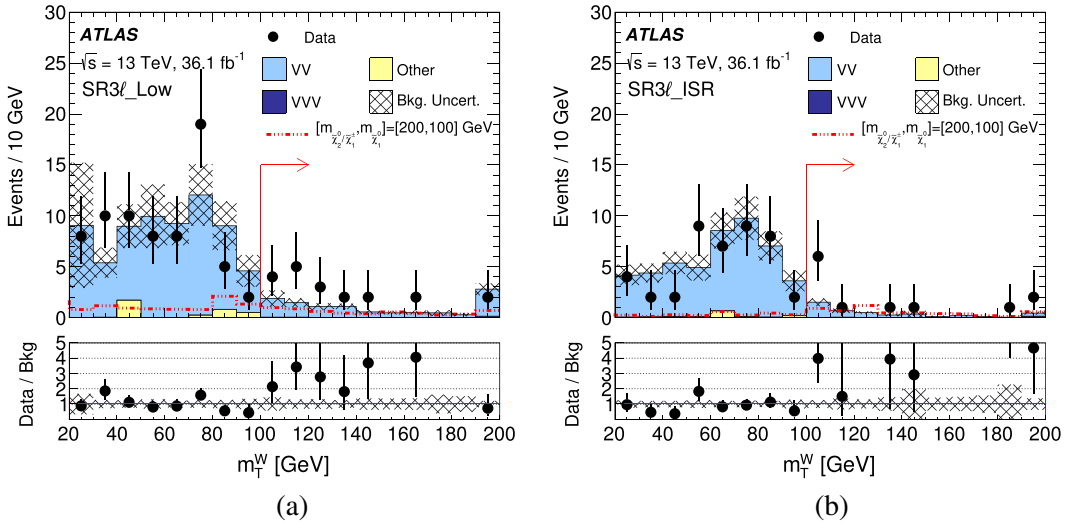 ATLAS
√s = 13 TeV, 36.1 fb⁻¹
SR3ℓ_Low
Data
VV
Other
VVV
Bkg. Uncert.
[m_χ̃⁰₂/χ̃±₁,m_χ̃⁰₁]=[200,100] GeV
Events / 10 GeV
30
25
20
15
10
5
0
Data / Bkg
5
4
3
2
1
20 40 60 80 100 120 140 160 180 200
m_T^W [GeV]
(a)
ATLAS
√s = 13 TeV, 36.1 fb⁻¹
SR3ℓ_ISR
Data
VV
Other
VVV
Bkg. Uncert.
[m_χ̃⁰₂/χ̃±₁,m_χ̃⁰₁]=[200,100] GeV
Events / 10 GeV
30
25
20
15
10
5
0
Data / Bkg
5
4
3
2
1
20 40 60 80 100 120 140 160 180 200
m_T^W [GeV]
(b)